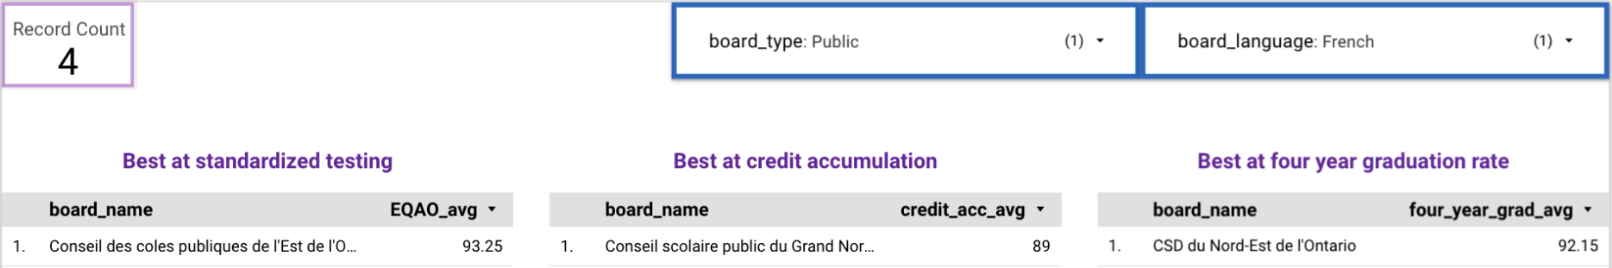 Record Count
4
board_type: Public (1)
board_language: French (1)
Best at standardized testing
board_name EQAO_avg
1. Conseil des coles publiques de l'Est de l'O... 93.25
Best at credit accumulation
board_name credit_acc_avg
1. Conseil scolaire public du Grand Nor... 89
Best at four year graduation rate
board_name four_year_grad_avg
1. CSD du Nord-Est de l'Ontario 92.15